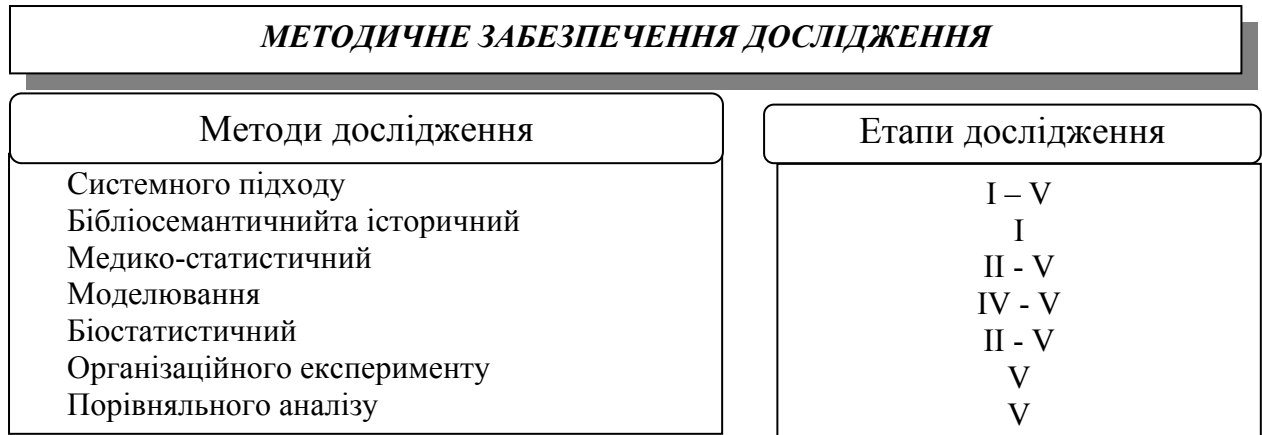 МЕТОДИЧНЕ ЗАБЕЗПЕЧЕННЯ ДОСЛІДЖЕННЯ
Методи дослідження
Системного підходу
Бібліосемантичнийта історичний
Медико-статистичний
Моделювання
Біостатистичний
Організаційного експерименту
Порівняльного аналізу
Етапи дослідження
I – V
I
II - V
IV - V
II - V
V
V